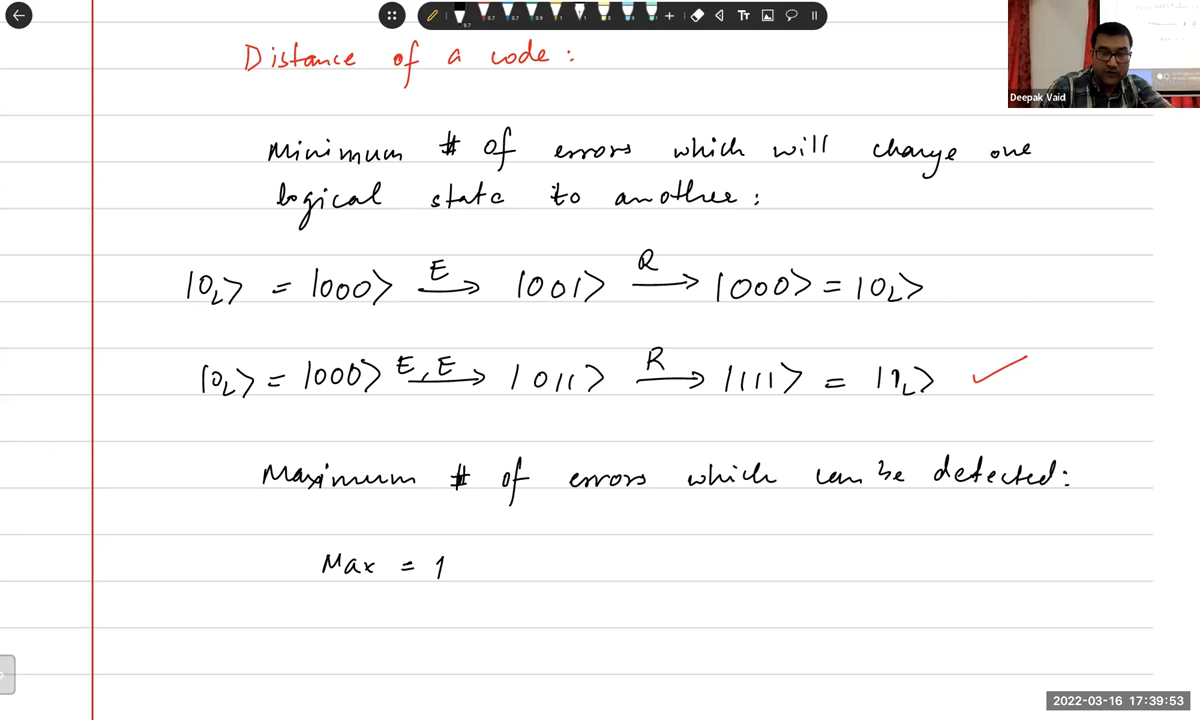 Distance of a code :
Deepak Vaid
Minimum # of errors which will change one
logical state to another :
|0L> = |000> E→ |001> R→ |000> = |0L>
|0L> = |000> E,E→ |011> R→ |111> = |1L> ✓
Maximum # of errors which can be detected :
Max = 1
2022-03-16 17:39:53